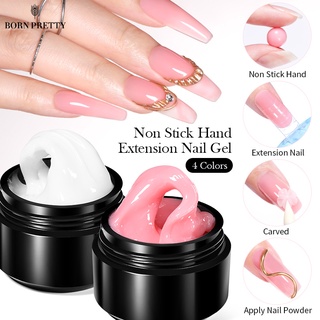 BORN PRETTY
Non Stick Hand
Extension Nail Gel
4 Colors
Non Stick Hand
Extension Nail
Carved
Apply Nail Powder